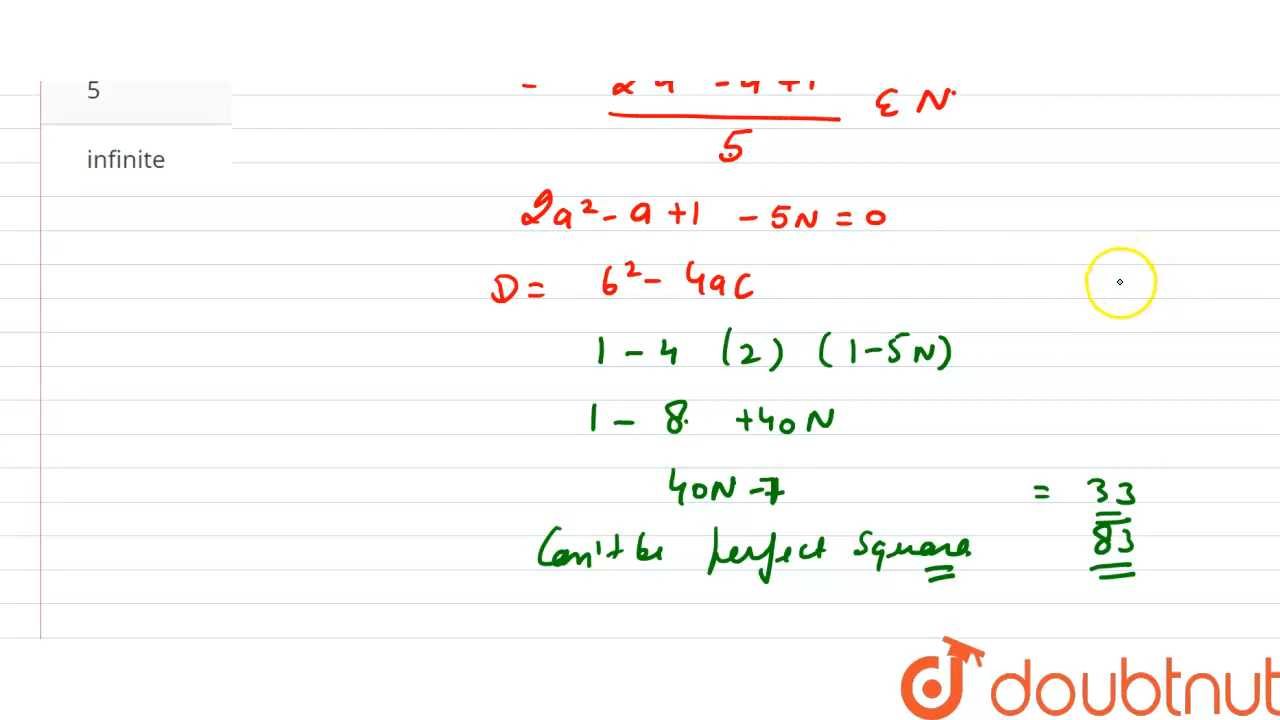 5
infinite
ε N.
5
2a² - a + 1 - 5N = 0
D = b² - 4ac
1 - 4 (2) (1 - 5N)
1 - 8 + 40N
40N - 7 = 33
Can't be perfect square 83
doubtnut